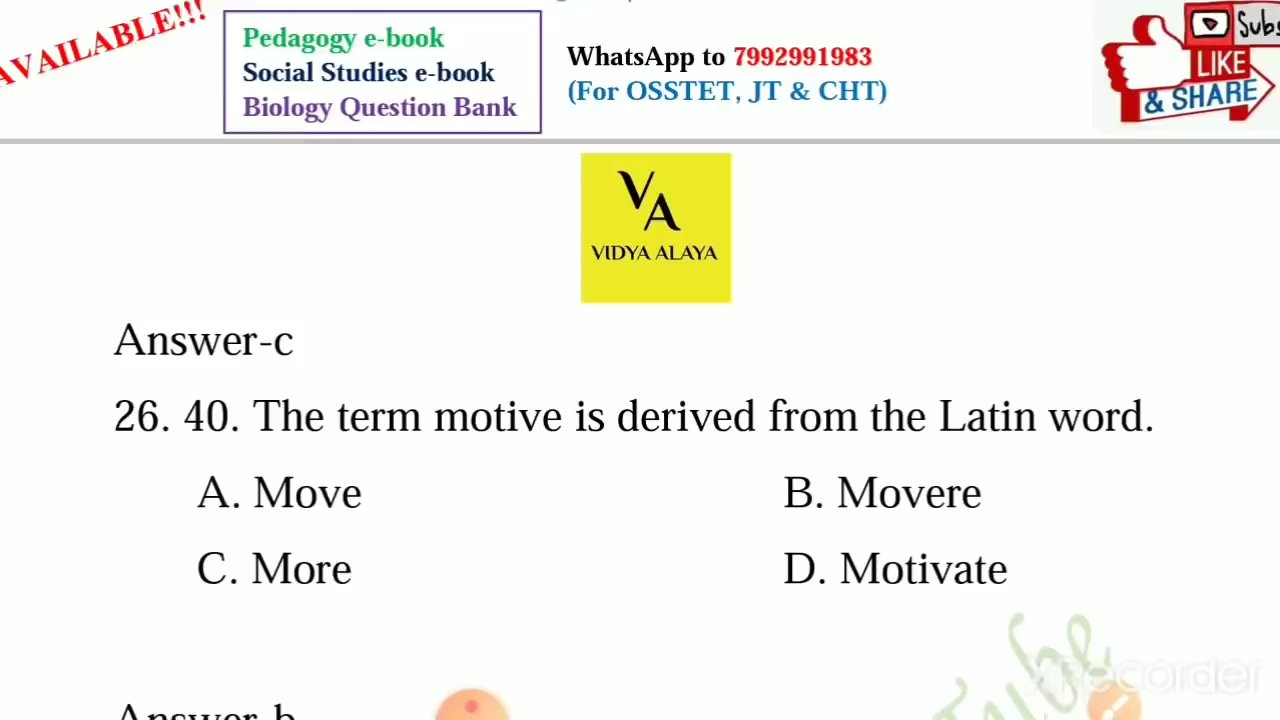 AVAILABLE!!!
Pedagogy e-book
Social Studies e-book
Biology Question Bank
WhatsApp to 7992991983
(For OSSTET, JT & CHT)
Subs
LIKE
& SHARE
VA
VIDYA ALAYA
Answer-c
26. 40. The term motive is derived from the Latin word.
A. Move B. Movere
C. More D. Motivate
XRecorder
Answer-b